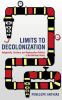 LIMITS TO
DECOLONIZATION
Indigeneity, Territory, and Hydrocarbon Politics
in the Bolivian Chaco
PENELOPE ANTHIAS